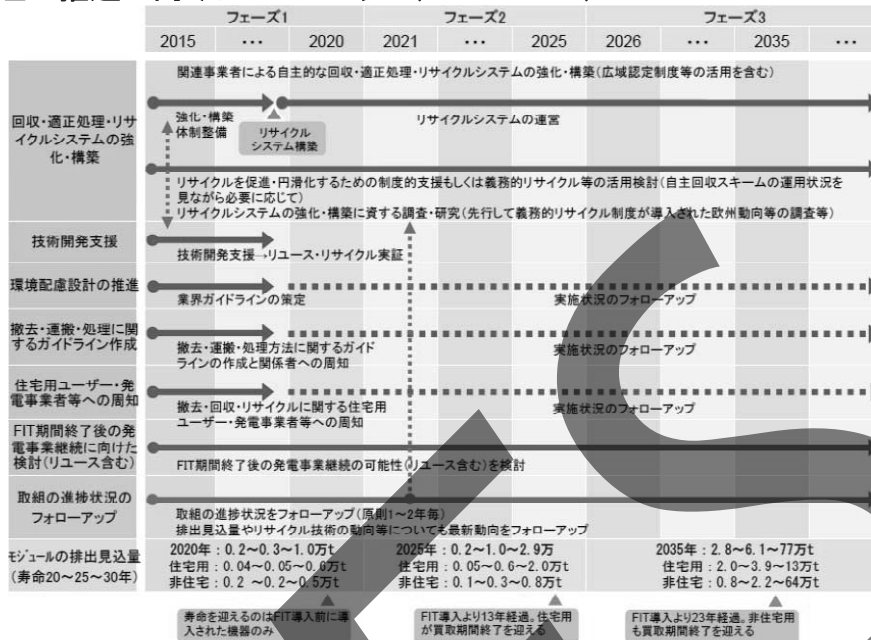 フェーズ1 フェーズ2 フェーズ3
2015 ・・・ 2020 2021 ・・・ 2025 2026 ・・・ 2035 ・・・
回収・適正処理・リサ
イクルシステムの強
化・構築
関連事業者による自主的な回収・適正処理・リサイクルシステムの強化・構築(広域認定制度等の活用を含む)
強化・構築
体制整備
リサイクル
システム構築
リサイクルシステムの運営
リサイクルを促進・円滑化するための制度的支援もしくは義務的リサイクル等の活用検討(自主回収スキームの運用状況を
見ながら必要に応じて)
リサイクルシステムの強化・構築に資する調査・研究(先行して義務的リサイクル制度が導入された欧州動向等の調査等)
技術開発支援
技術開発支援→リユース・リサイクル実証
環境配慮設計の推進
業界ガイドラインの策定
実施状況のフォローアップ
撤去・運搬・処理に関
するガイドライン作成
撤去・運搬・処理方法に関するガイド
ラインの作成と関係者への周知
実施状況のフォローアップ
住宅用ユーザー・発
電事業者等への周知
撤去・回収・リサイクルに関する住宅用
ユーザー・発電事業者等への周知
実施状況のフォローアップ
FIT期間終了後の発
電事業継続に向けた
検討(リユース含む)
FIT期間終了後の発電事業継続の可能性(リユース含む)を検討
取組の進捗状況の
フォローアップ
取組の進捗状況をフォローアップ(原則1~2年毎)
排出見込量やリサイクル技術の動向等についても最新動向をフォローアップ
モジュールの排出見込量
(寿命20~25~30年)
2020年:0.2~0.3~1.0万t
住宅用:0.04~0.05~0.6万t
非住宅:0.2 ~0.2~0.5万t
2025年:0.2~1.0~2.9万
住宅用:0.05~0.6~2.0万t
非住宅:0.1~0.3~0.8万t
2035年:2.8~6.1~77万t
住宅用:2.0~3.9~13万t
非住宅:0.8~2.2~64万t
寿命を迎えるのはFIT導入前に導
入された機器のみ
FIT導入より13年経過。住宅用
が買取期間終了を迎える
FIT導入より23年経過。非住宅用
も買取期間終了を迎える